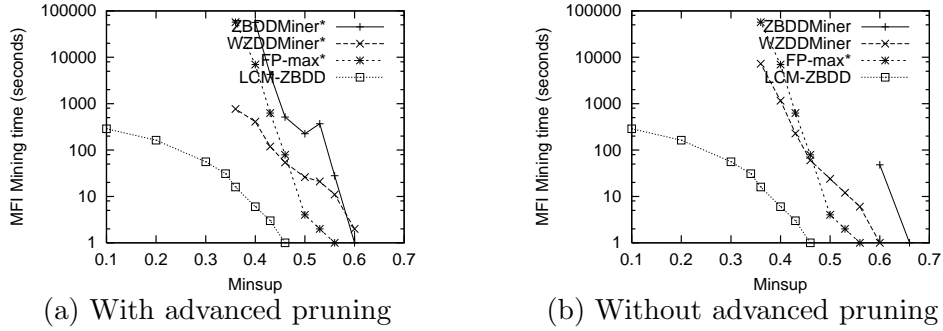 MFI Mining time (seconds)
100000
10000
1000
100
10
1
0.1 0.2 0.3 0.4 0.5 0.6 0.7
Minsup
ZBDDMiner*
WZDDMiner*
FP-max*
LCM-ZBDD
(a) With advanced pruning
MFI Mining time (seconds)
100000
10000
1000
100
10
1
0.1 0.2 0.3 0.4 0.5 0.6 0.7
Minsup
ZBDDMiner
WZDDMiner
FP-max*
LCM-ZBDD
(b) Without advanced pruning